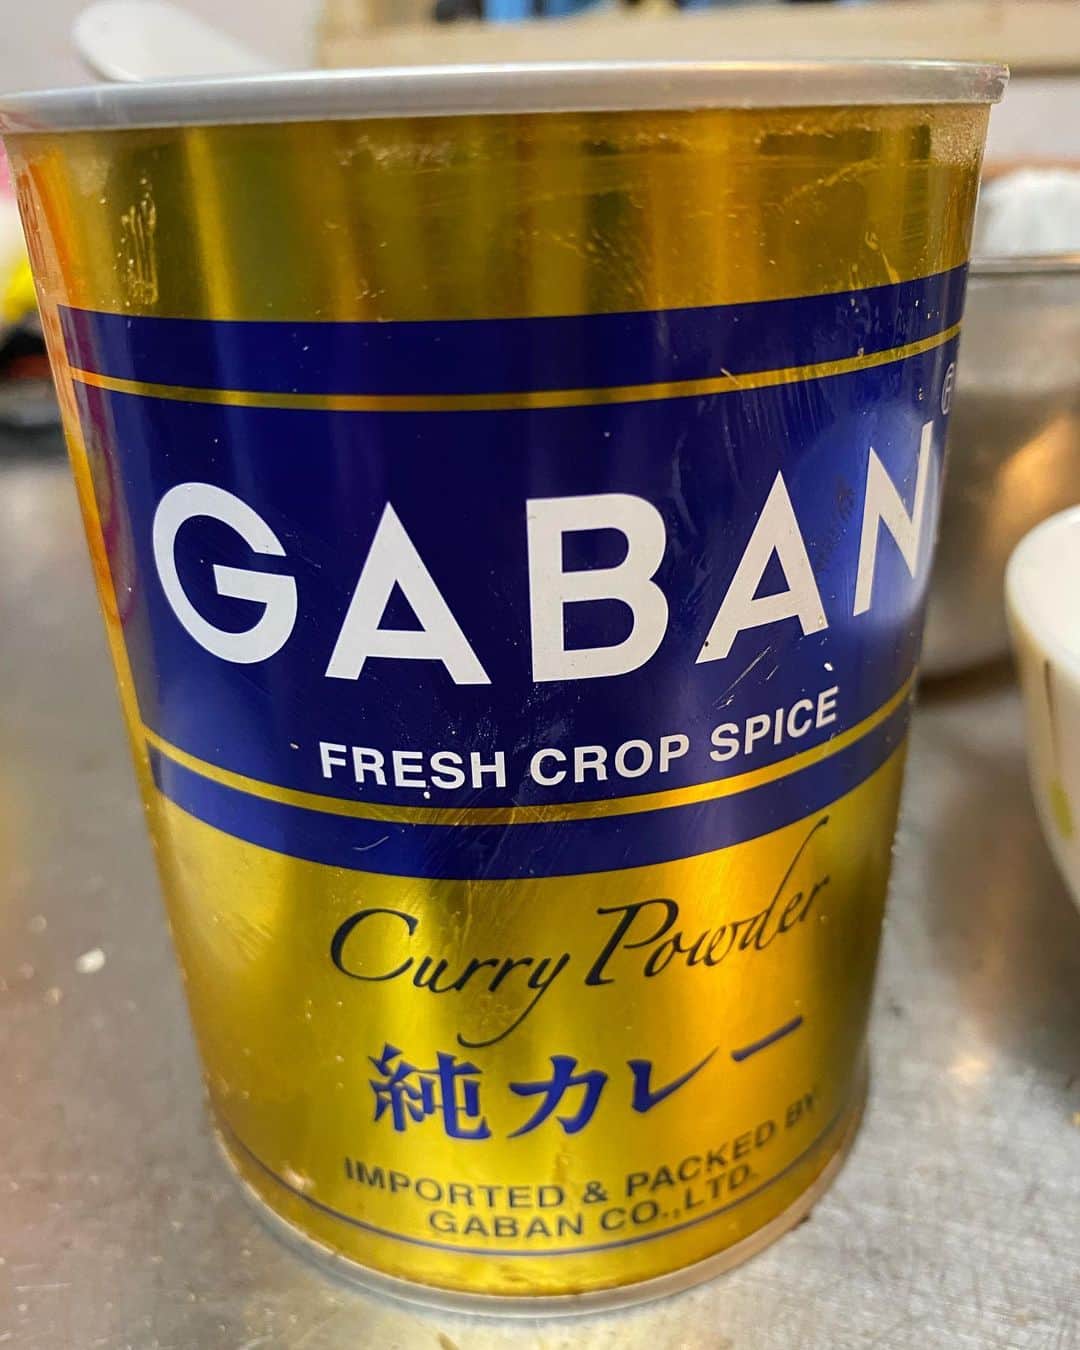 GABAN®
FRESH CROP SPICE
Curry Powder
純カレー
IMPORTED & PACKED BY.
GABAN CO.,LTD.